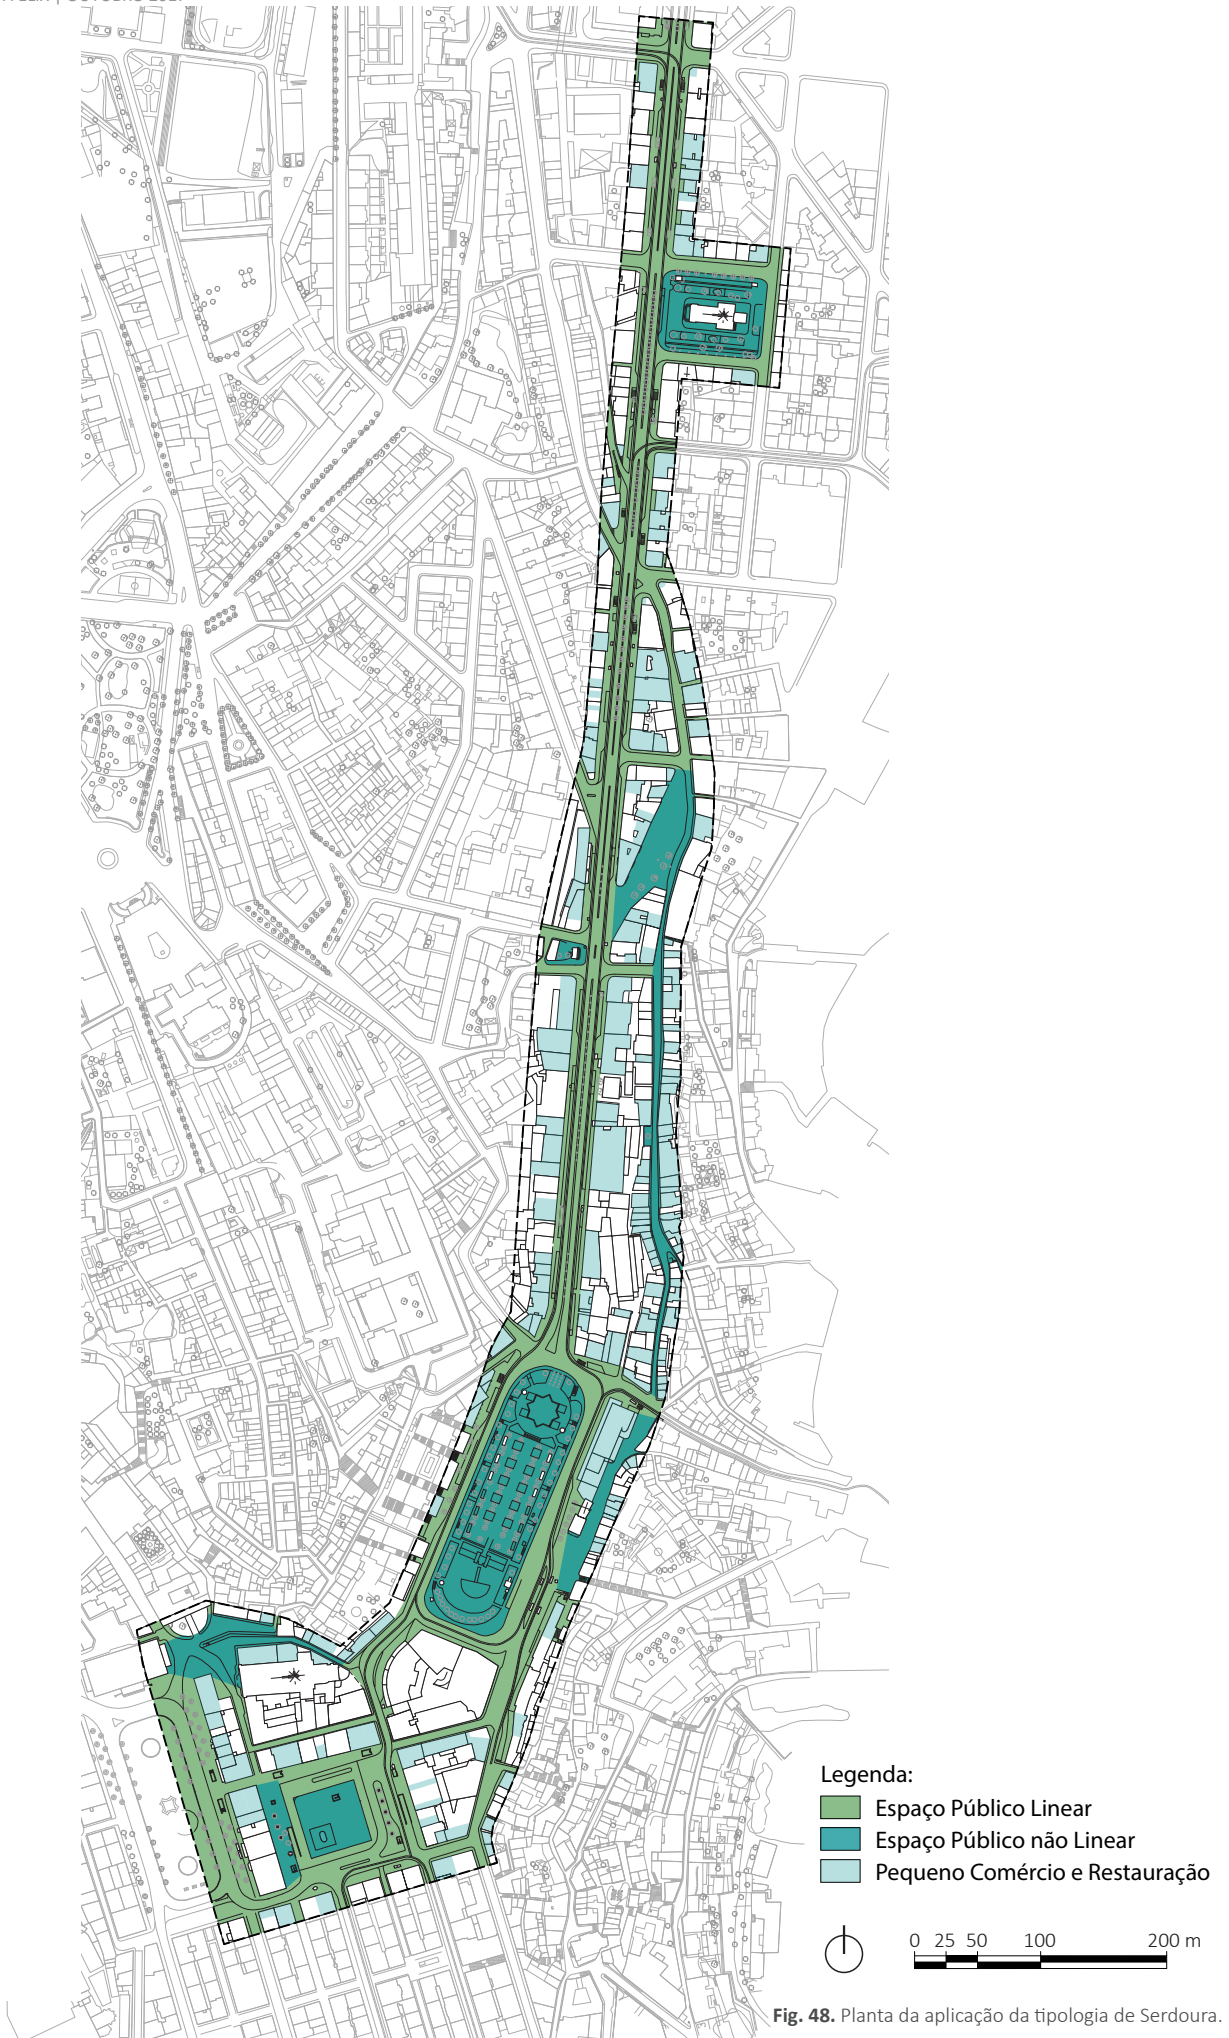 Legenda:
Espaço Público Linear
Espaço Público não Linear
Pequeno Comércio e Restauração
0 25 50 100 200 m
Fig. 48. Planta da aplicação da tipologia de Serdoura.